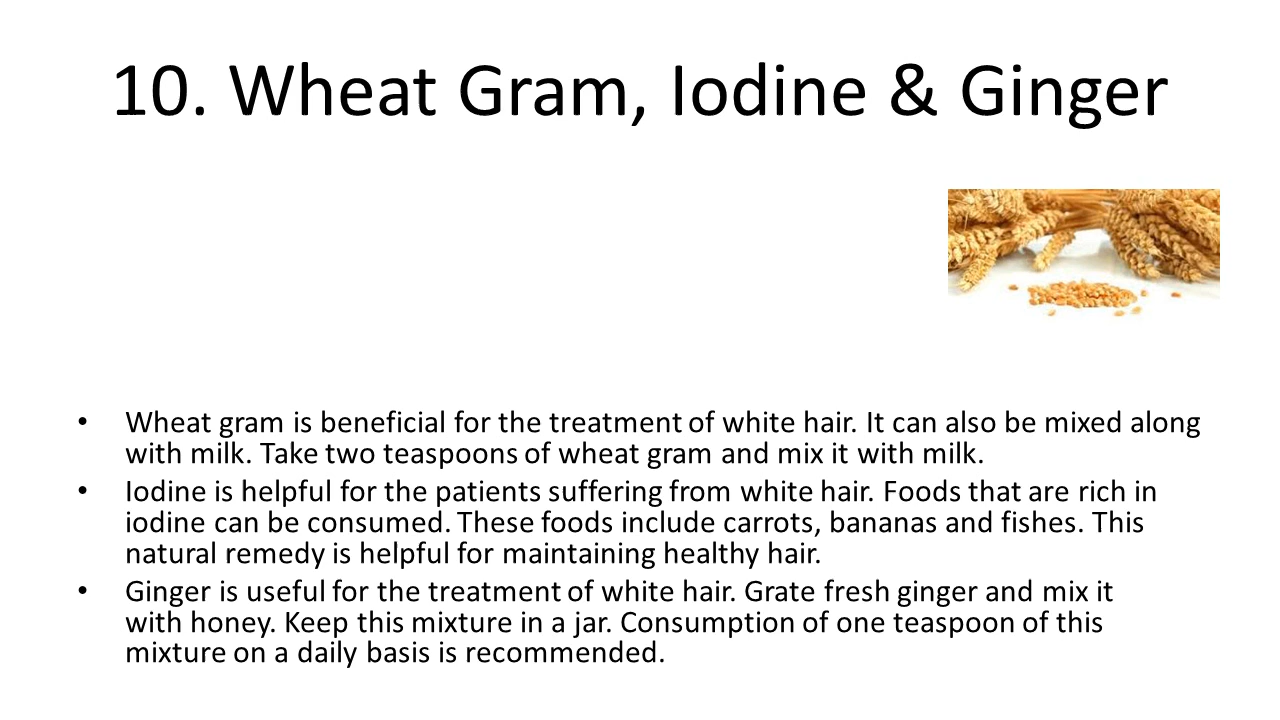 10. Wheat Gram, Iodine & Ginger
• Wheat gram is beneficial for the treatment of white hair. It can also be mixed along
with milk. Take two teaspoons of wheat gram and mix it with milk.
• Iodine is helpful for the patients suffering from white hair. Foods that are rich in
iodine can be consumed. These foods include carrots, bananas and fishes. This
natural remedy is helpful for maintaining healthy hair.
• Ginger is useful for the treatment of white hair. Grate fresh ginger and mix it
with honey. Keep this mixture in a jar. Consumption of one teaspoon of this
mixture on a daily basis is recommended.